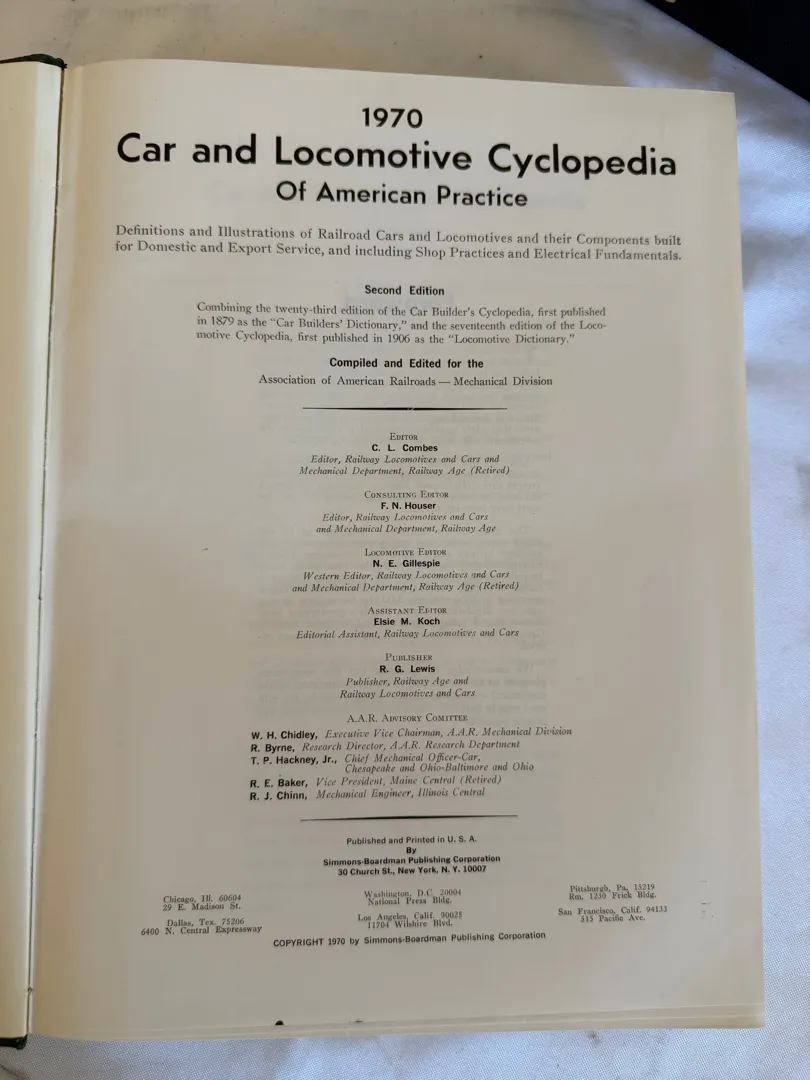 1970
Car and Locomotive Cyclopedia
Of American Practice
Definitions and Illustrations of Railroad Cars and Locomotives and their Components built
for Domestic and Export Service, and including Shop Practices and Electrical Fundamentals.
Second Edition
Combining the twenty-third edition of the Car Builder's Cyclopedia, first published
in 1879 as the "Car Builders' Dictionary," and the seventeenth edition of the Loco-
motive Cyclopedia, first published in 1906 as the "Locomotive Dictionary."
Compiled and Edited for the
Association of American Railroads — Mechanical Division
Editor
C. L. Combes
Editor, Railway Locomotives and Cars and
Mechanical Department, Railway Age (Retired)
Consulting Editor
F. N. Houser
Editor, Railway Locomotives and Cars
and Mechanical Department, Railway Age
Locomotive Editor
N. E. Gillespie
Western Editor, Railway Locomotives and Cars
and Mechanical Department, Railway Age (Retired)
Assistant Editor
Elsie M. Koch
Editorial Assistant, Railway Locomotives and Cars
Publisher
R. G. Lewis
Publisher, Railway Age and
Railway Locomotives and Cars
A.A.R. Advisory Comittee
W. H. Chidley, Executive Vice Chairman, A.A.R. Mechanical Division
R. Byrne, Research Director, A.A.R. Research Department
T. P. Hackney, Jr., Chief Mechanical Officer-Car,
Chesapeake and Ohio-Baltimore and Ohio
R. E. Baker, Vice President, Maine Central (Retired)
R. J. Chinn, Mechanical Engineer, Illinois Central
Published and Printed in U. S. A.
By
Simmons-Boardman Publishing Corporation
30 Church St., New York, N. Y. 10007
Chicago, Ill. 60604
29 E. Madison St.
Washington, D.C. 20004
National Press Bldg.
Pittsburgh, Pa. 15219
Rm. 1230 Frick Bldg.
Dallas, Tex. 75206
6400 N. Central Expressway
Los Angeles, Calif. 90025
11704 Wilshire Blvd.
San Francisco, Calif. 94133
515 Pacific Ave.
COPYRIGHT 1970 by Simmons-Boardman Publishing Corporation